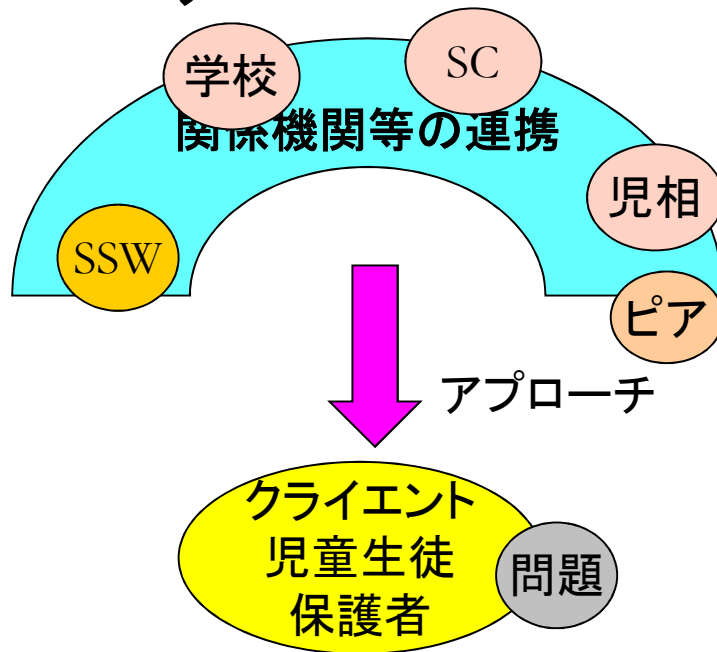 学校
SC
関係機関等の連携
児相
SSW
ピア
アプローチ
クライエント
児童生徒
保護者
問題